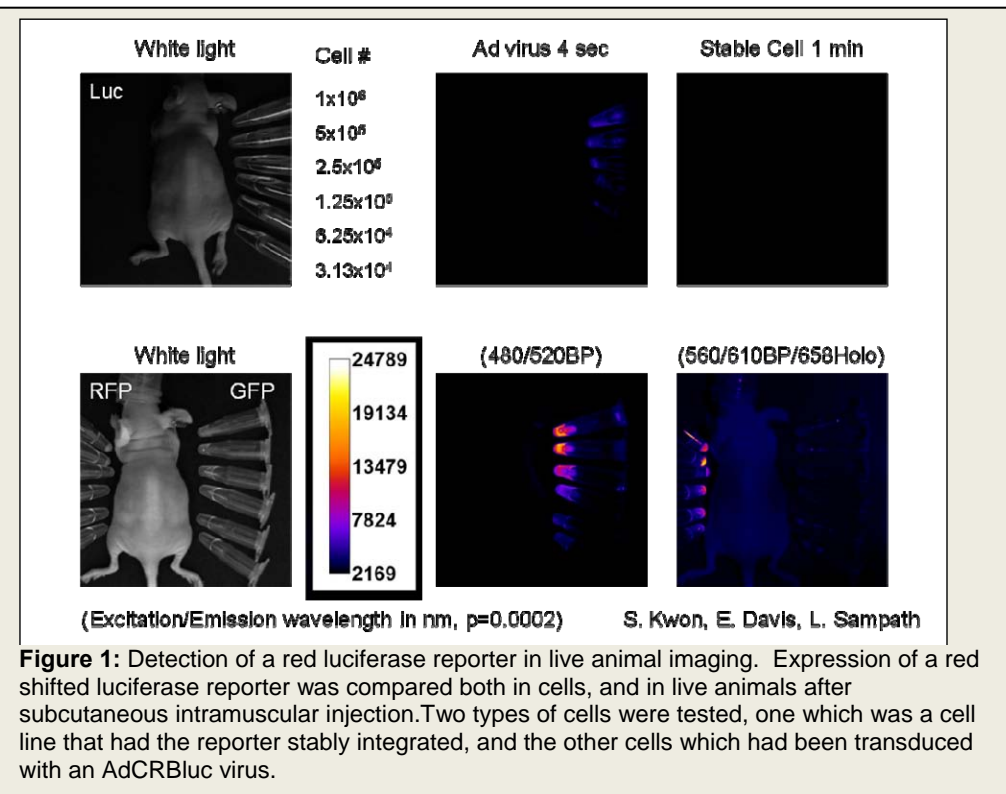 White light
Cell #
Ad virus 4 sec
Stable Cell 1 min
Luc
1x10⁶
5x10⁵
2.5x10⁵
1.25x10⁵
6.25x10⁴
3.13x10⁴
White light
(480/520BP)
(560/610BP/658Holo)
RFP GFP
24789
19134
13479
7824
2169
(Excitation/Emission wavelength in nm, p=0.0002)
S. Kwon, E. Davis, L. Sampath
Figure 1: Detection of a red luciferase reporter in live animal imaging. Expression of a red
shifted luciferase reporter was compared both in cells, and in live animals after
subcutaneous intramuscular injection.Two types of cells were tested, one which was a cell
line that had the reporter stably integrated, and the other cells which had been transduced
with an AdCRBluc virus.